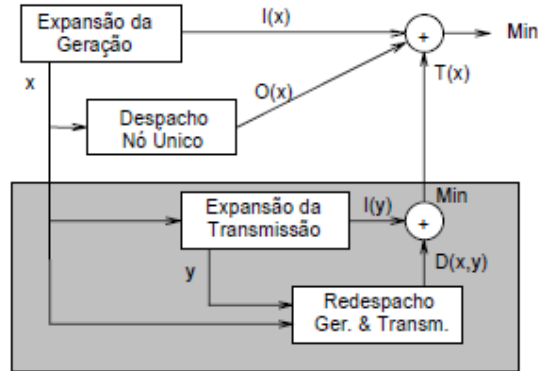 Expansão da
Geração
I(x)
+
Min
x
T(x)
O(x)
Despacho
Nó Único
Min
Expansão da
Transmissão
I(y)
+
y
D(x,y)
Redespacho
Ger. & Transm.